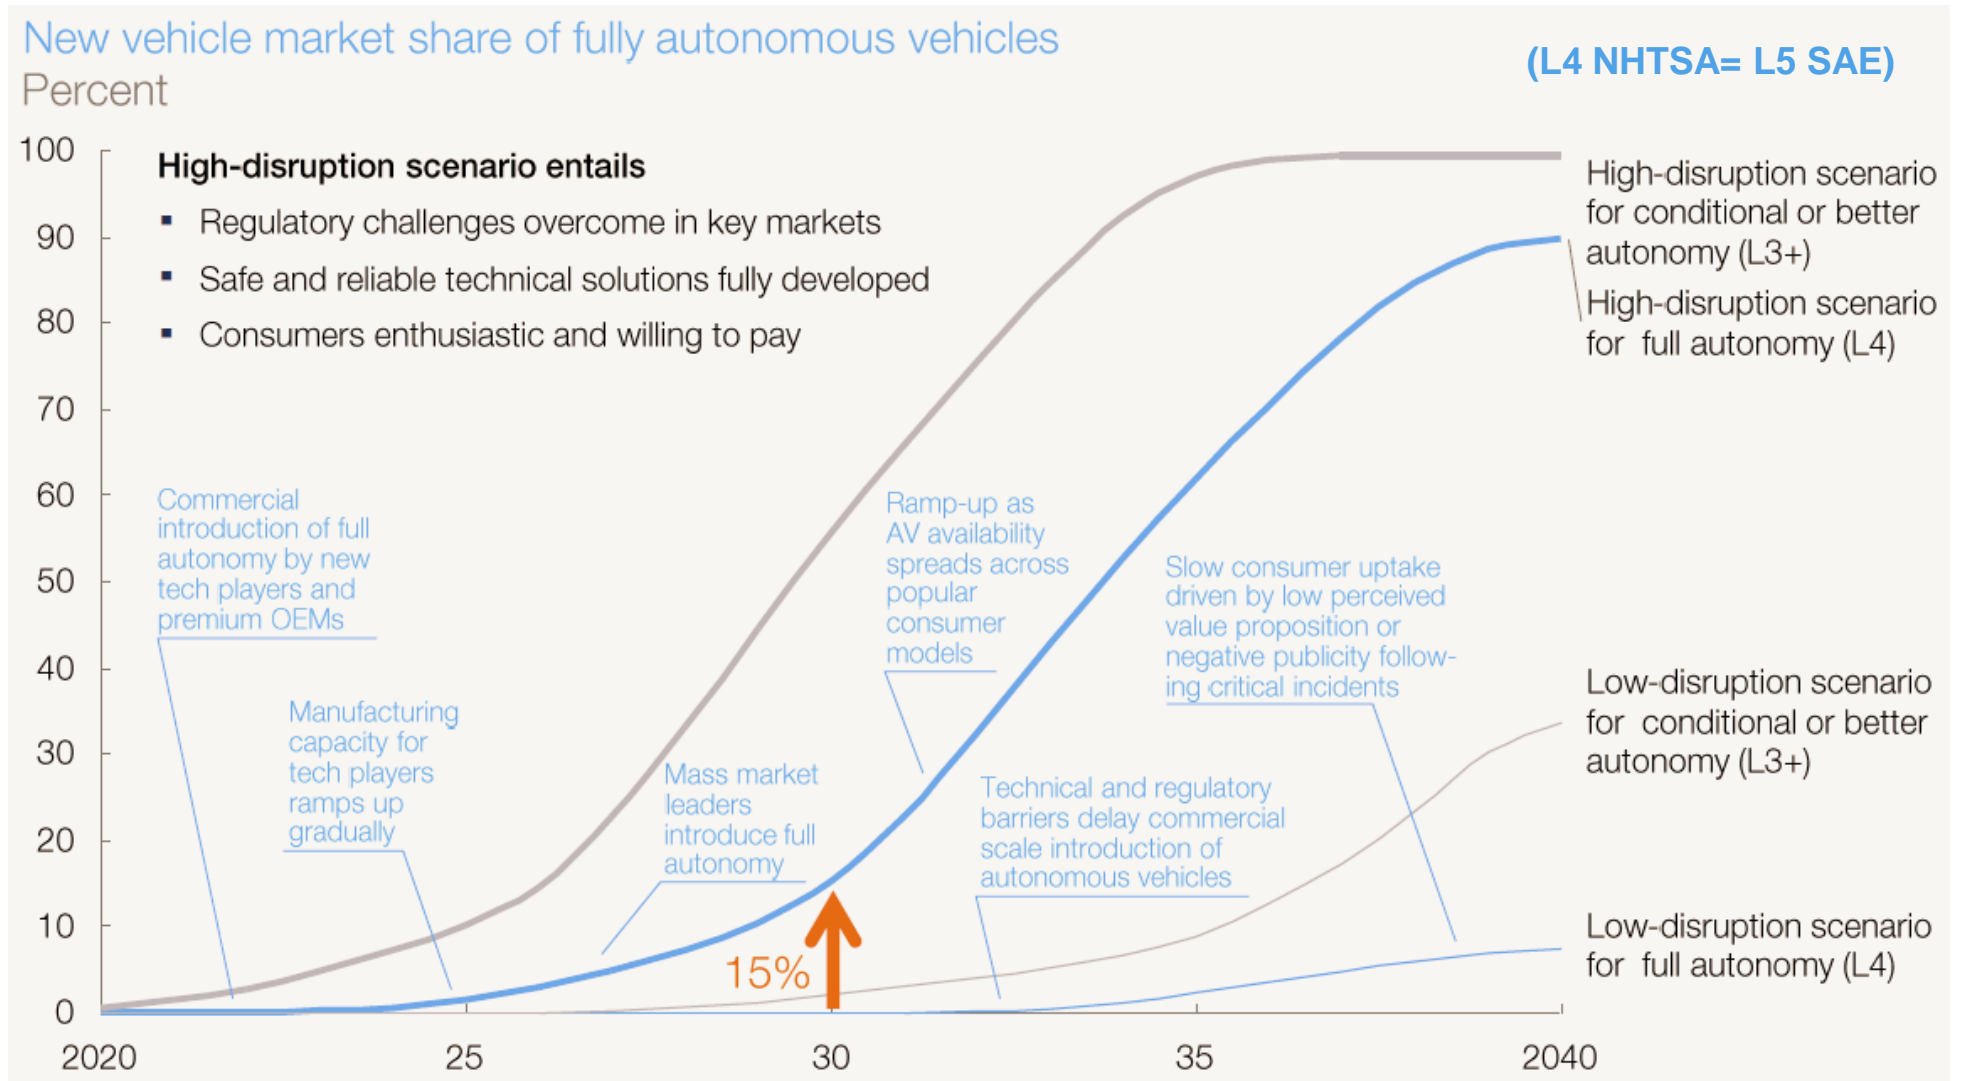 New vehicle market share of fully autonomous vehicles
(L4 NHTSA= L5 SAE)
Percent
100
90
80
70
60
50
40
30
20
10
0
High-disruption scenario entails
▪ Regulatory challenges overcome in key markets
▪ Safe and reliable technical solutions fully developed
▪ Consumers enthusiastic and willing to pay
Commercial
introduction of full
autonomy by new
tech players and
premium OEMs
Manufacturing
capacity for
tech players
ramps up
gradually
Mass market
leaders
introduce full
autonomy
15%
Ramp-up as
AV availability
spreads across
popular
consumer
models
Technical and regulatory
barriers delay commercial
scale introduction of
autonomous vehicles
Slow consumer uptake
driven by low perceived
value proposition or
negative publicity follow-
ing critical incidents
High-disruption scenario
for conditional or better
autonomy (L3+)
High-disruption scenario
for full autonomy (L4)
Low-disruption scenario
for conditional or better
autonomy (L3+)
Low-disruption scenario
for full autonomy (L4)
2020
25
30
35
2040